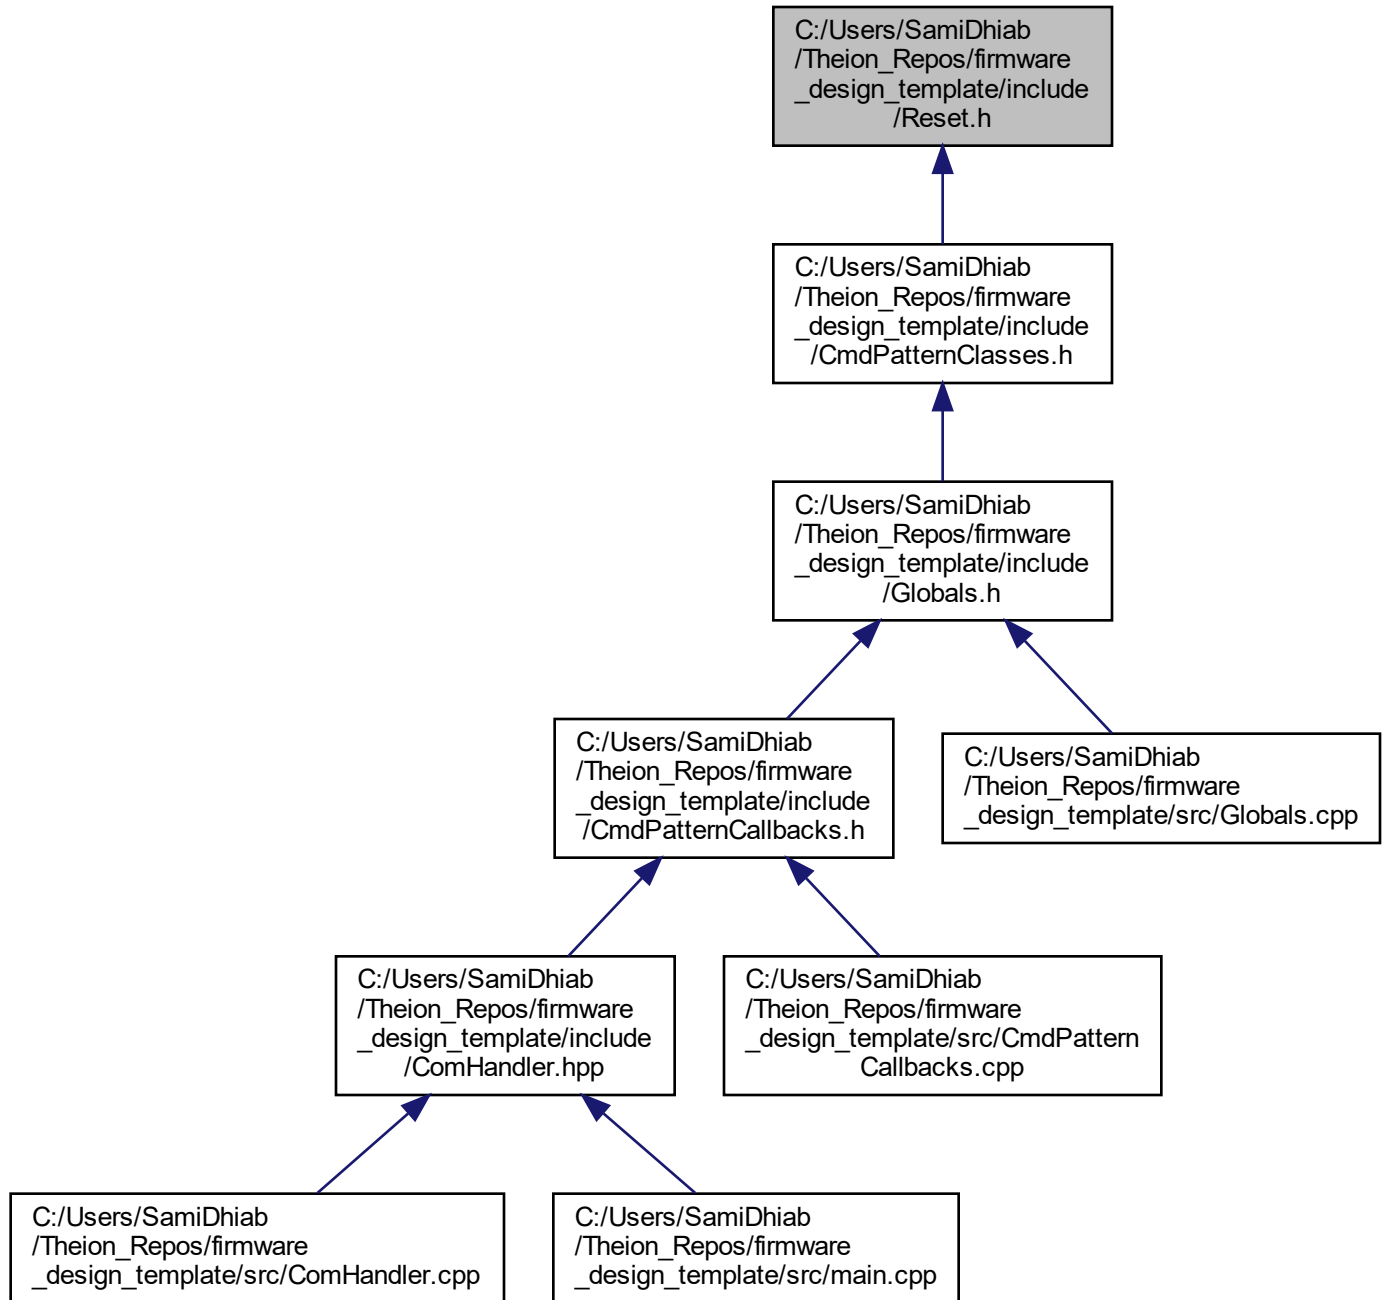 C:/Users/SamiDhiab
/Theion_Repos/firmware
_design_template/include
/Reset.h
C:/Users/SamiDhiab
/Theion_Repos/firmware
_design_template/include
/CmdPatternClasses.h
C:/Users/SamiDhiab
/Theion_Repos/firmware
_design_template/include
/Globals.h
C:/Users/SamiDhiab
/Theion_Repos/firmware
_design_template/include
/CmdPatternCallbacks.h
C:/Users/SamiDhiab
/Theion_Repos/firmware
_design_template/src/Globals.cpp
C:/Users/SamiDhiab
/Theion_Repos/firmware
_design_template/include
/ComHandler.hpp
C:/Users/SamiDhiab
/Theion_Repos/firmware
_design_template/src/CmdPattern
Callbacks.cpp
C:/Users/SamiDhiab
/Theion_Repos/firmware
_design_template/src/ComHandler.cpp
C:/Users/SamiDhiab
/Theion_Repos/firmware
_design_template/src/main.cpp